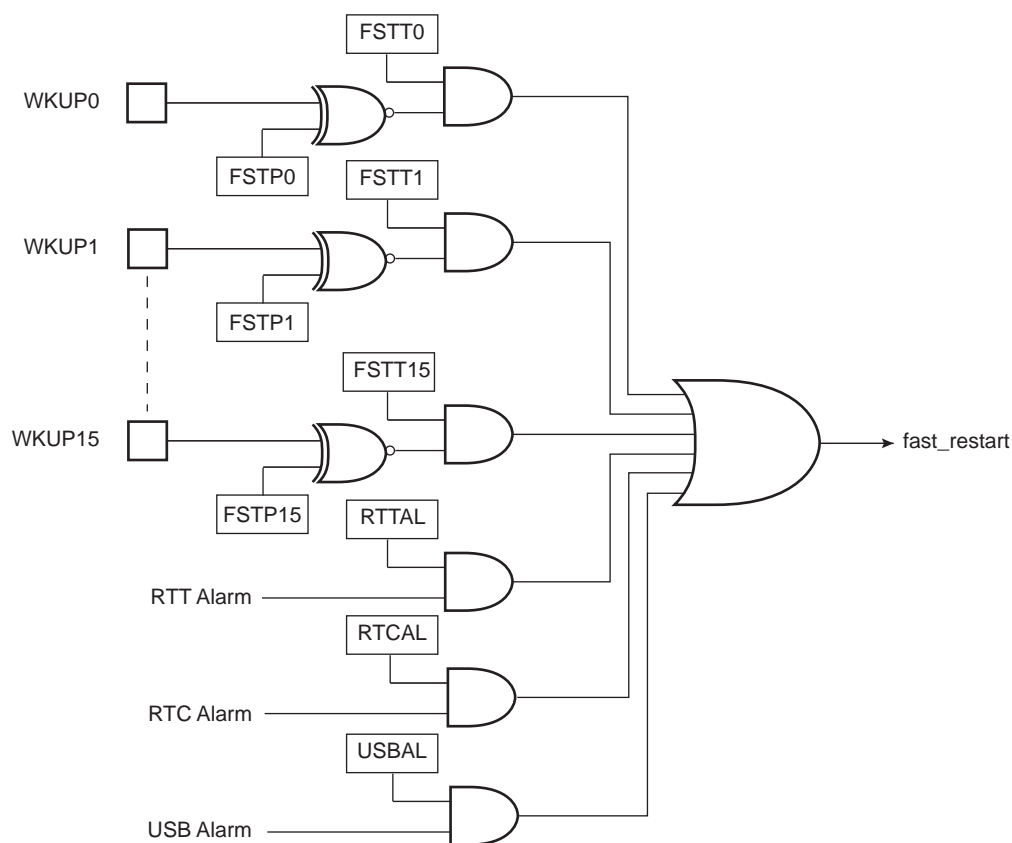 FSTT0
WKUP0
FSTP0
FSTT1
WKUP1
FSTP1
FSTT15
WKUP15
fast_restart
FSTP15
RTTAL
RTT Alarm
RTCAL
RTC Alarm
USBAL
USB Alarm